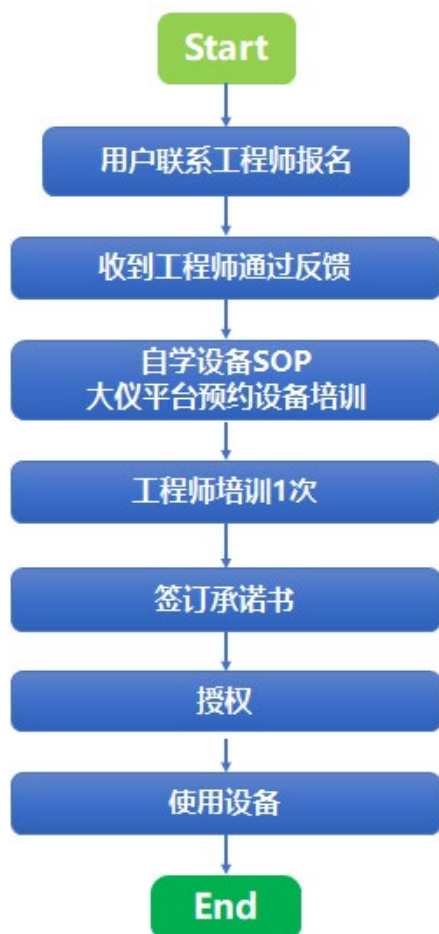 Start
用户联系工程师报名
收到工程师通过反馈
自学设备SOP
大仪平台预约设备培训
工程师培训1次
签订承诺书
授权
使用设备
End